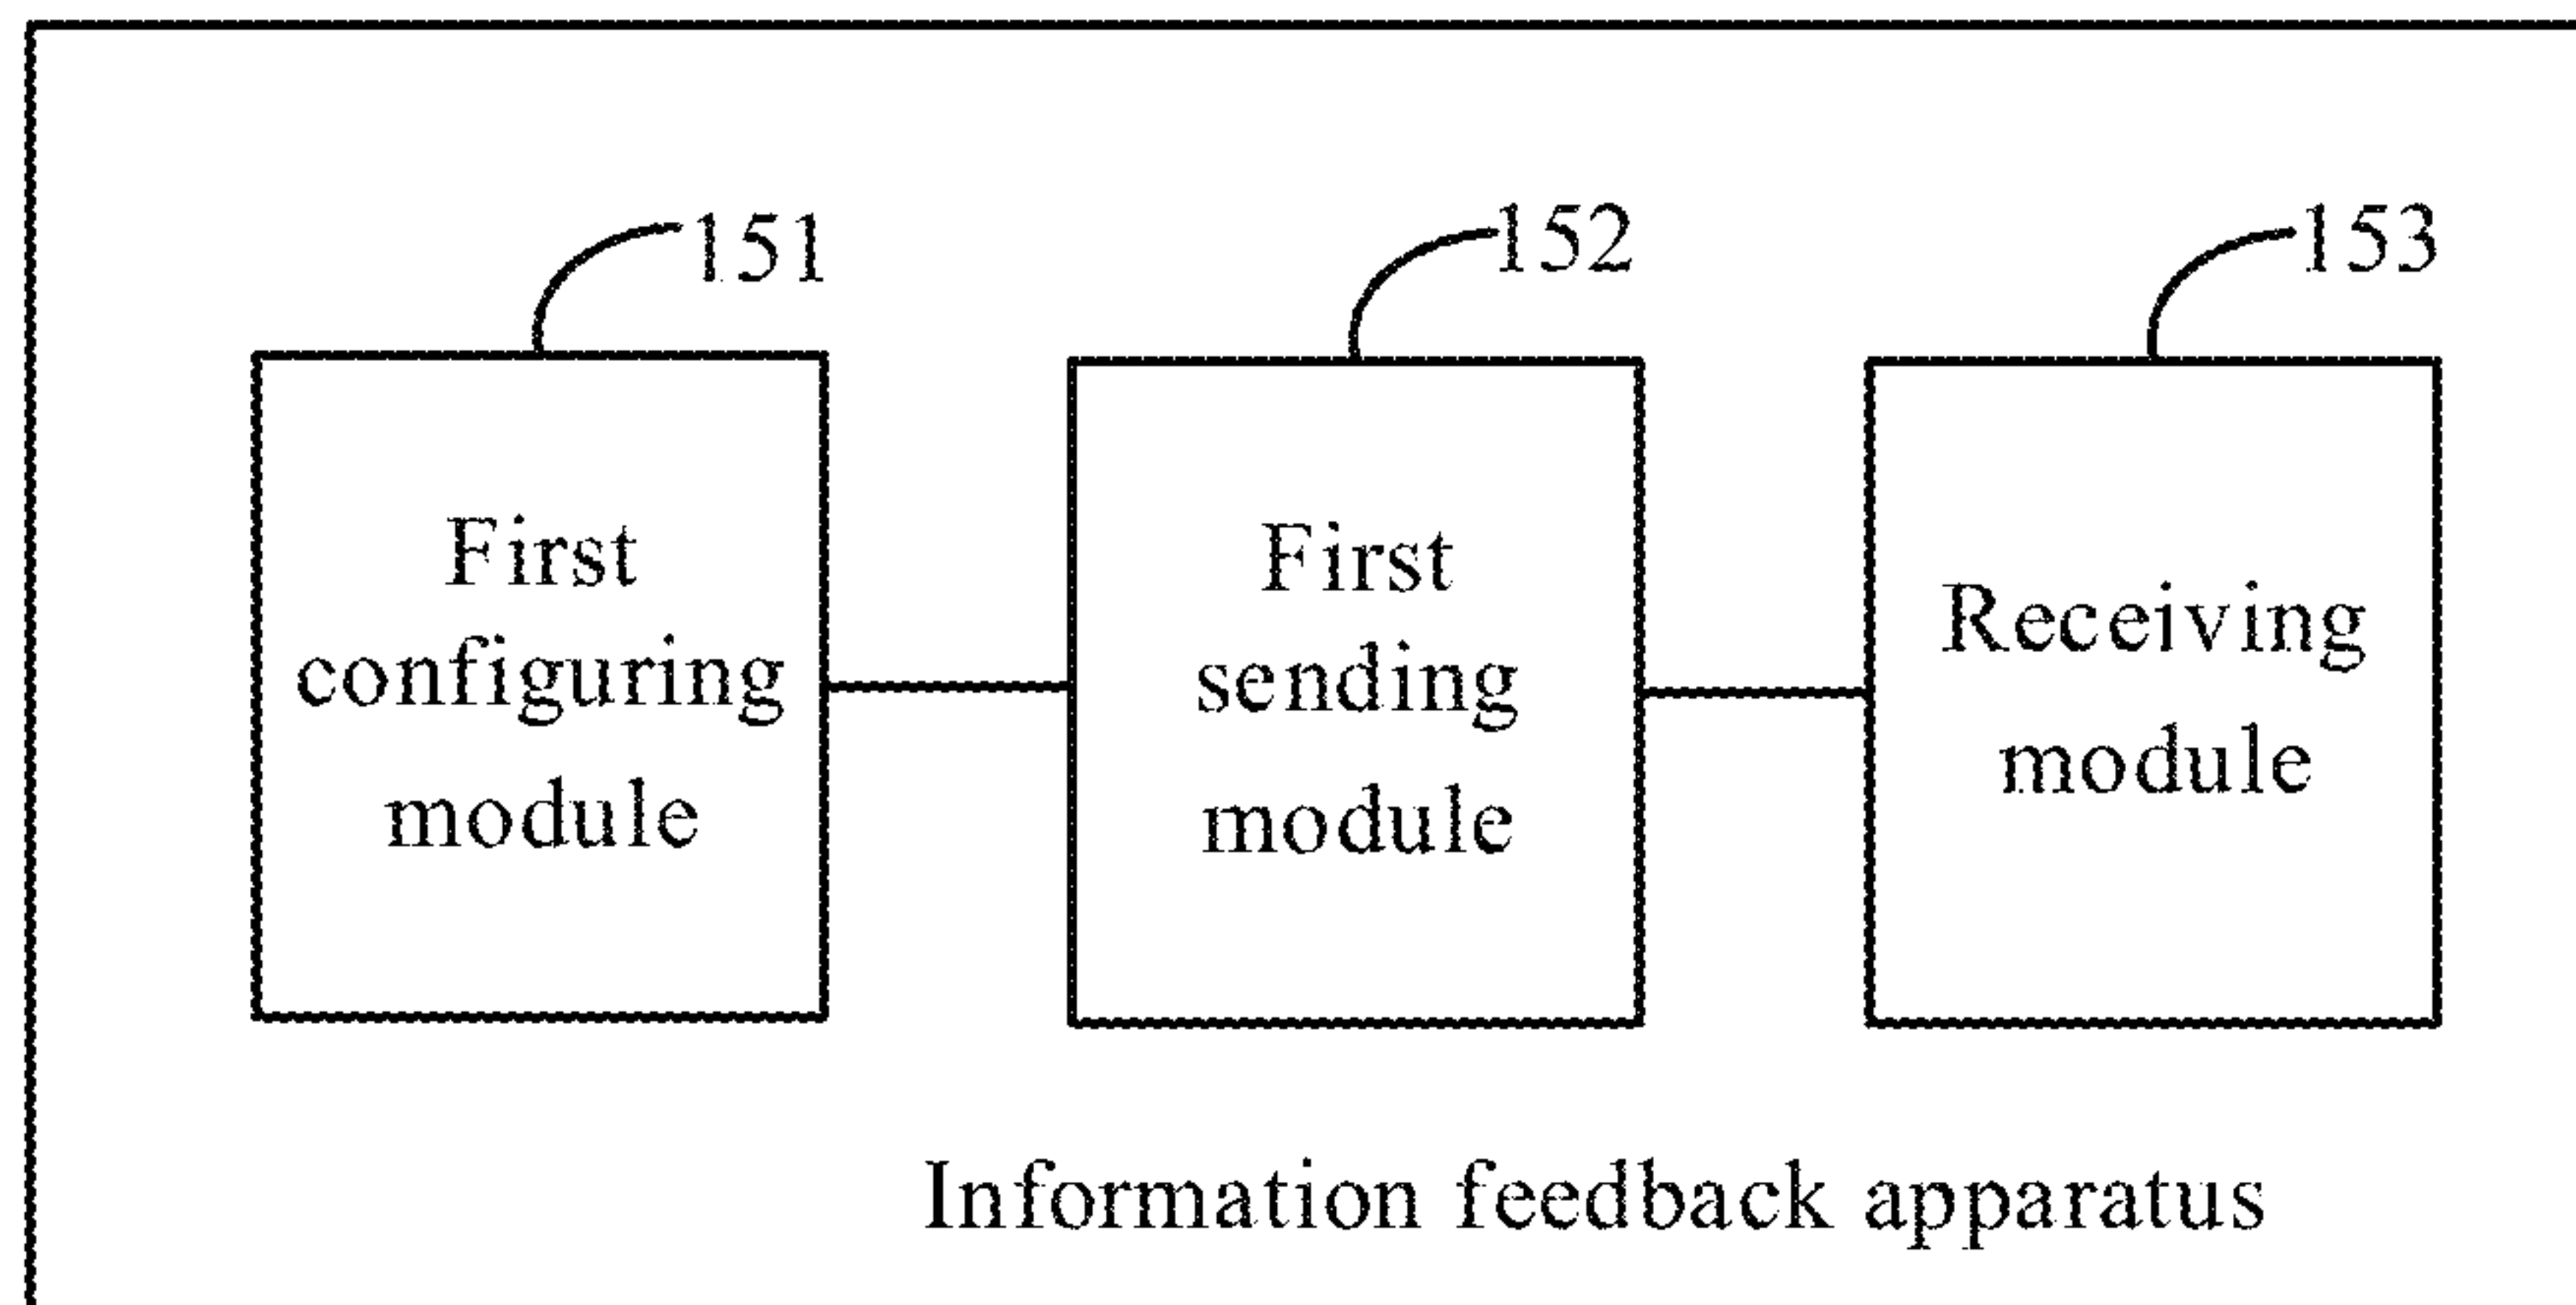 151
152
153
First
configuring
module
First
sending
module
Receiving
module
Information feedback apparatus